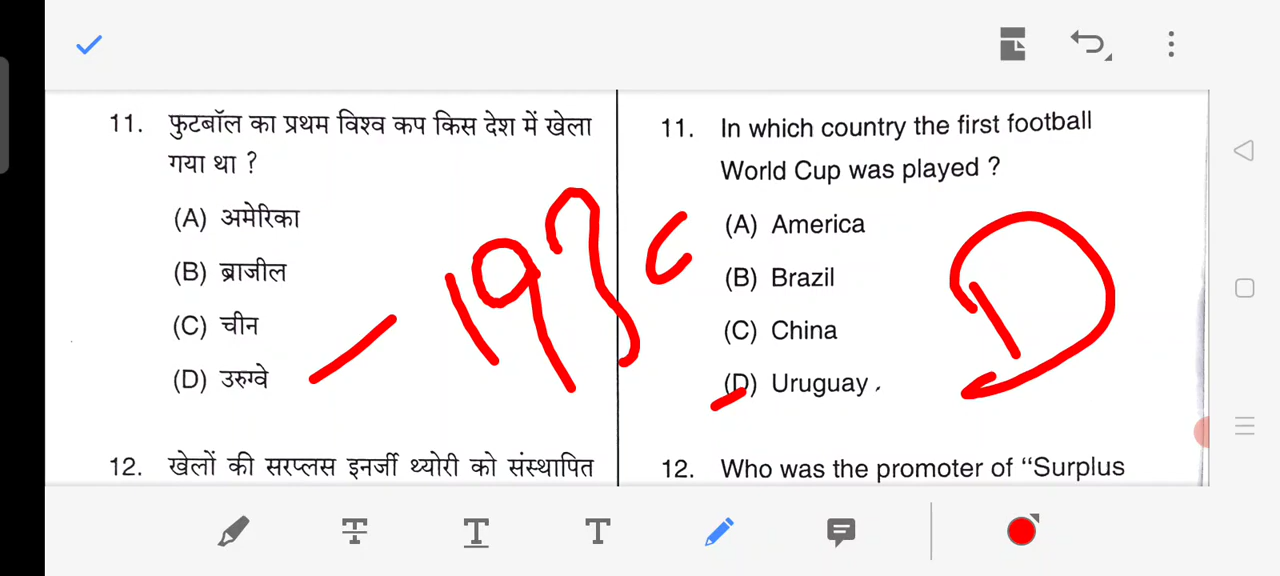 11. फुटबॉल का प्रथम विश्व कप किस देश में खेला
गया था ?
(A) अमेरिका
(B) ब्राजील
(C) चीन
(D) उरुग्वे
1930
12. खेलों की सरप्लस इनर्जी थ्योरी को संस्थापित
11. In which country the first football
World Cup was played ?
(A) America
(B) Brazil
(C) China
(D) Uruguay
D
12. Who was the promoter of “Surplus
T
T
T